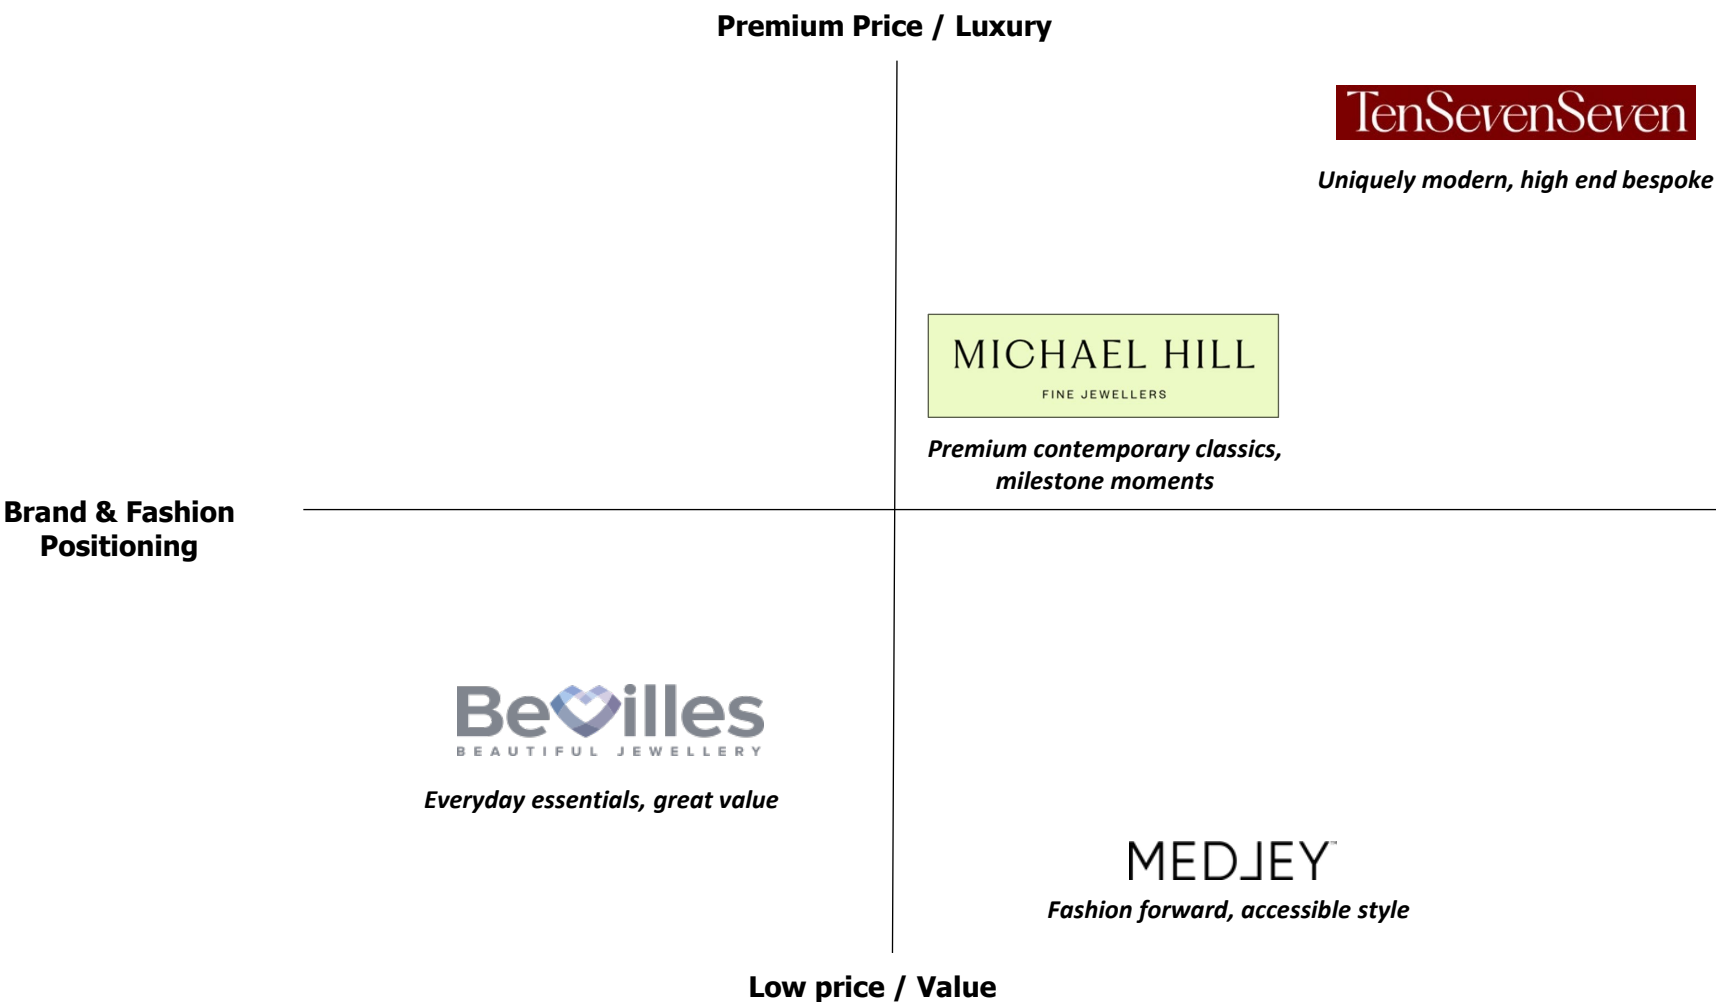 Premium Price / Luxury
TenSevenSeven
Uniquely modern, high end bespoke
MICHAEL HILL
FINE JEWELLERS
Premium contemporary classics,
milestone moments
Brand & Fashion
Positioning
Bevilles
BEAUTIFUL JEWELLERY
Everyday essentials, great value
MEDLEY™
Fashion forward, accessible style
Low price / Value